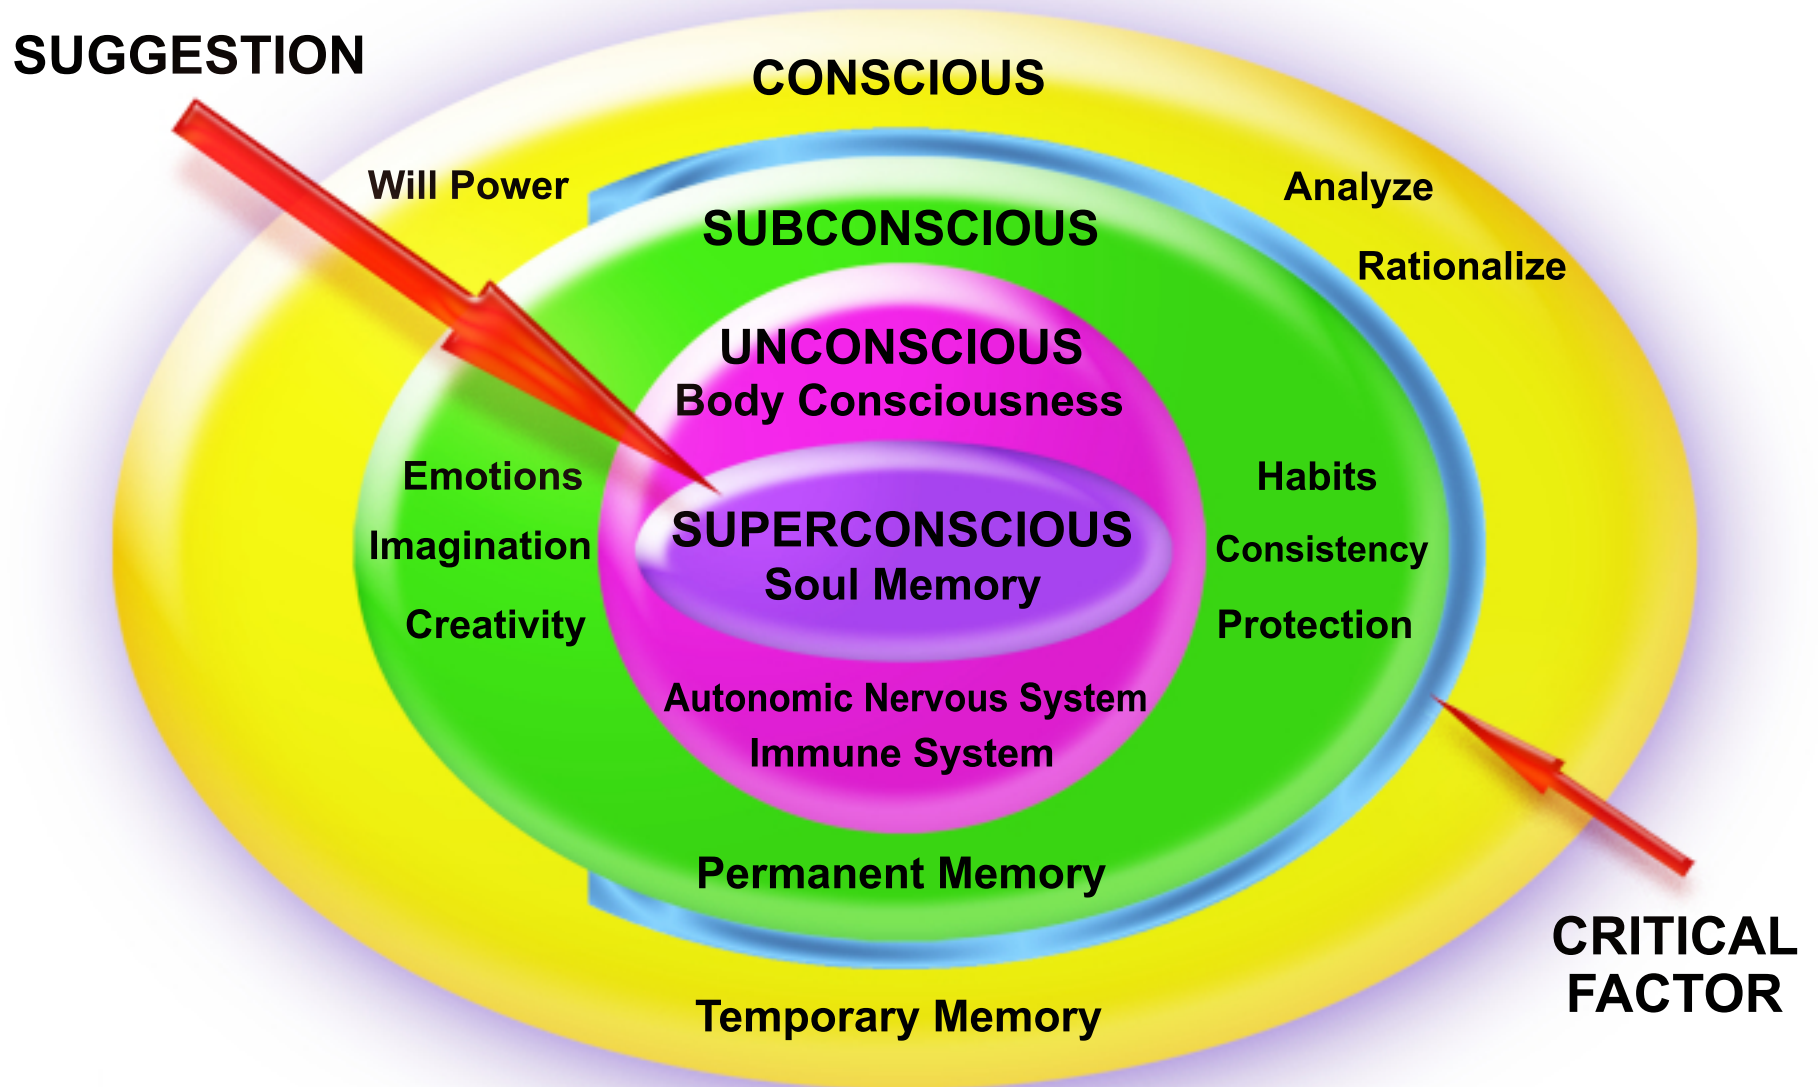 SUGGESTION
CONSCIOUS
Will Power
Analyze
SUBCONSCIOUS
Rationalize
UNCONSCIOUS
Body Consciousness
Emotions
Habits
SUPERCONSCIOUS
Imagination
Consistency
Soul Memory
Creativity
Protection
Autonomic Nervous System
Immune System
Permanent Memory
CRITICAL
FACTOR
Temporary Memory